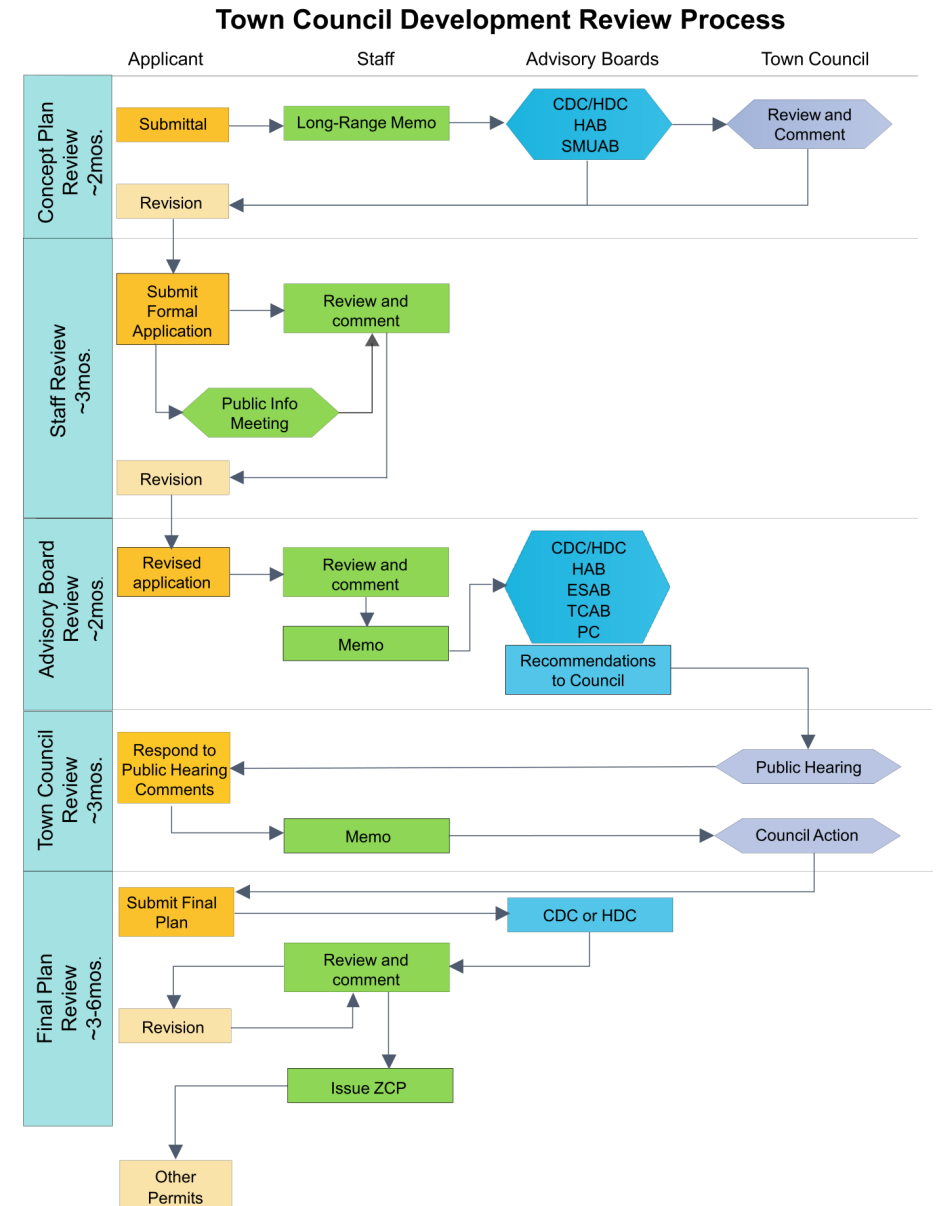 Town Council Development Review Process
Applicant
Staff
Advisory Boards
Town Council
Concept Plan
Review
~2mos.
Submittal
Long-Range Memo
CDC/HDC
HAB
SMUAB
Review and
Comment
Revision
Staff Review
~3mos.
Submit
Formal
Application
Review and
comment
Public Info
Meeting
Revision
Advisory Board
Review
~2mos.
Revised
application
Review and
comment
Memo
CDC/HDC
HAB
ESAB
TCAB
PC
Recommendations
to Council
Town Council
Review
~3mos.
Respond to
Public Hearing
Comments
Public Hearing
Memo
Council Action
Final Plan
Review
~3-6mos.
Submit Final
Plan
CDC or HDC
Review and
comment
Revision
Issue ZCP
Other
Permits